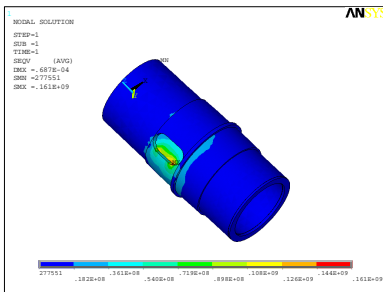 1
ANSYS
NODAL SOLUTION
STEP=1
SUB =1
TIME=1
SEQV (AVG)
DMX =.687E-04
SMN =277551
SMX =.161E+09
MN
MX
277551 .361E+08 .719E+08 .108E+09 .144E+09
.182E+08 .540E+08 .898E+08 .126E+09 .161E+09